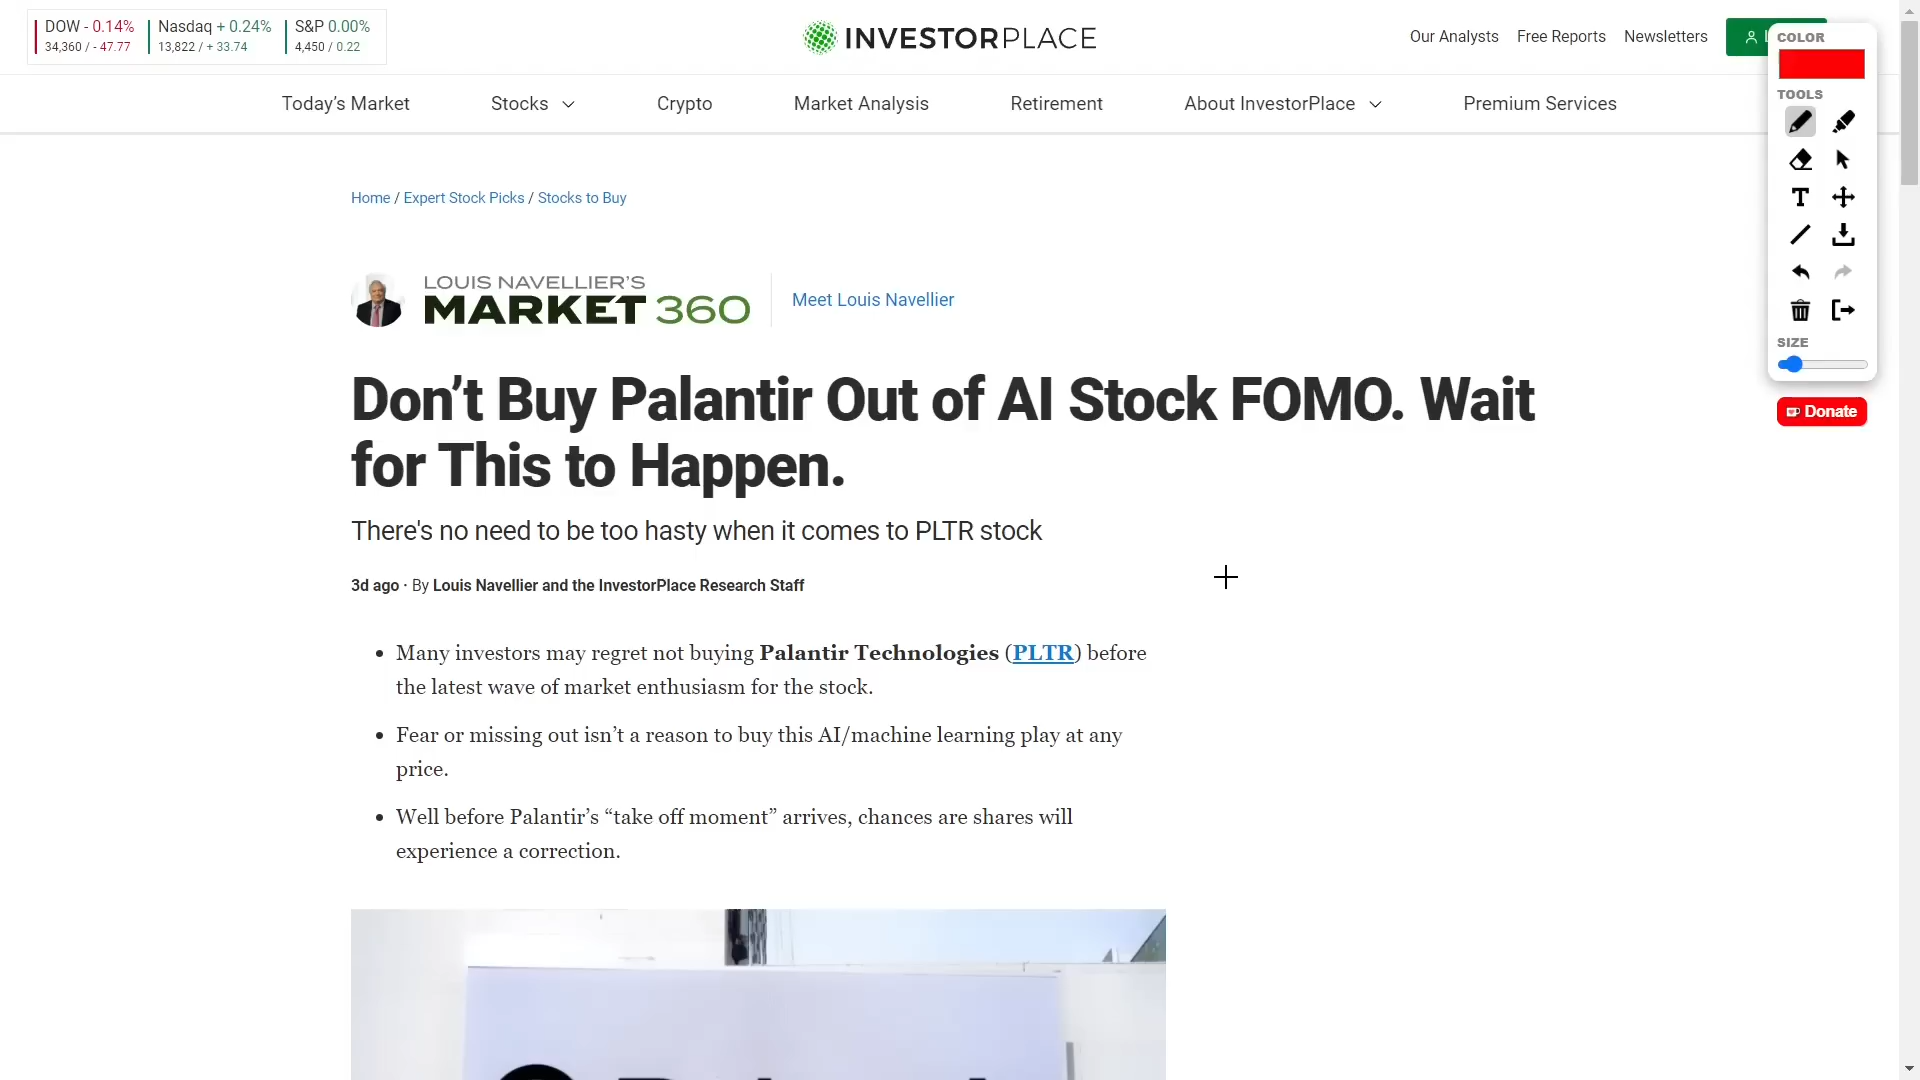 DOW - 0.14%
34,360 / - 47.77
Nasdaq + 0.24%
13,822 / + 33.74
S&P 0.00%
4,450 / 0.22
INVESTORPLACE
Our Analysts
Free Reports
Newsletters
Today’s Market
Stocks
Crypto
Market Analysis
Retirement
About InvestorPlace
Premium Services
COLOR
TOOLS
SIZE
Donate
Home / Expert Stock Picks / Stocks to Buy
LOUIS NAVELLIER’S
MARKET 360
Meet Louis Navellier
Don’t Buy Palantir Out of AI Stock FOMO. Wait
for This to Happen.
There's no need to be too hasty when it comes to PLTR stock
3d ago · By Louis Navellier and the InvestorPlace Research Staff
• Many investors may regret not buying Palantir Technologies (PLTR) before
the latest wave of market enthusiasm for the stock.
• Fear or missing out isn’t a reason to buy this AI/machine learning play at any
price.
• Well before Palantir’s “take off moment” arrives, chances are shares will
experience a correction.